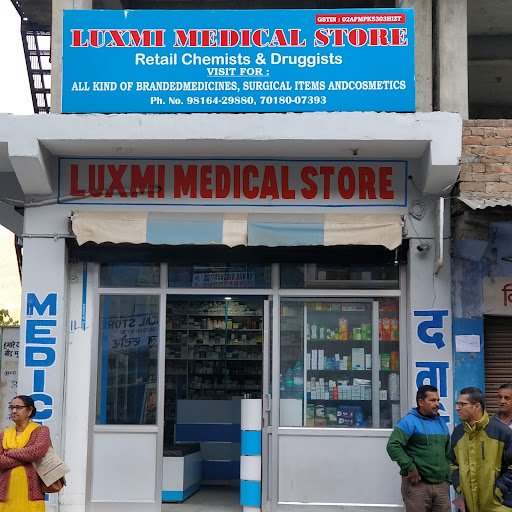 GSTIN : 02AFMPK5303H1ZT
LUXMI MEDICAL STORE
Retail Chemists & Druggists
VISIT FOR :
ALL KIND OF BRANDEDMEDICINES, SURGICAL ITEMS ANDCOSMETICS
Ph. No. 98164-29880, 70180-07393
LUXMI MEDICAL STORE
MEDIC
दवा